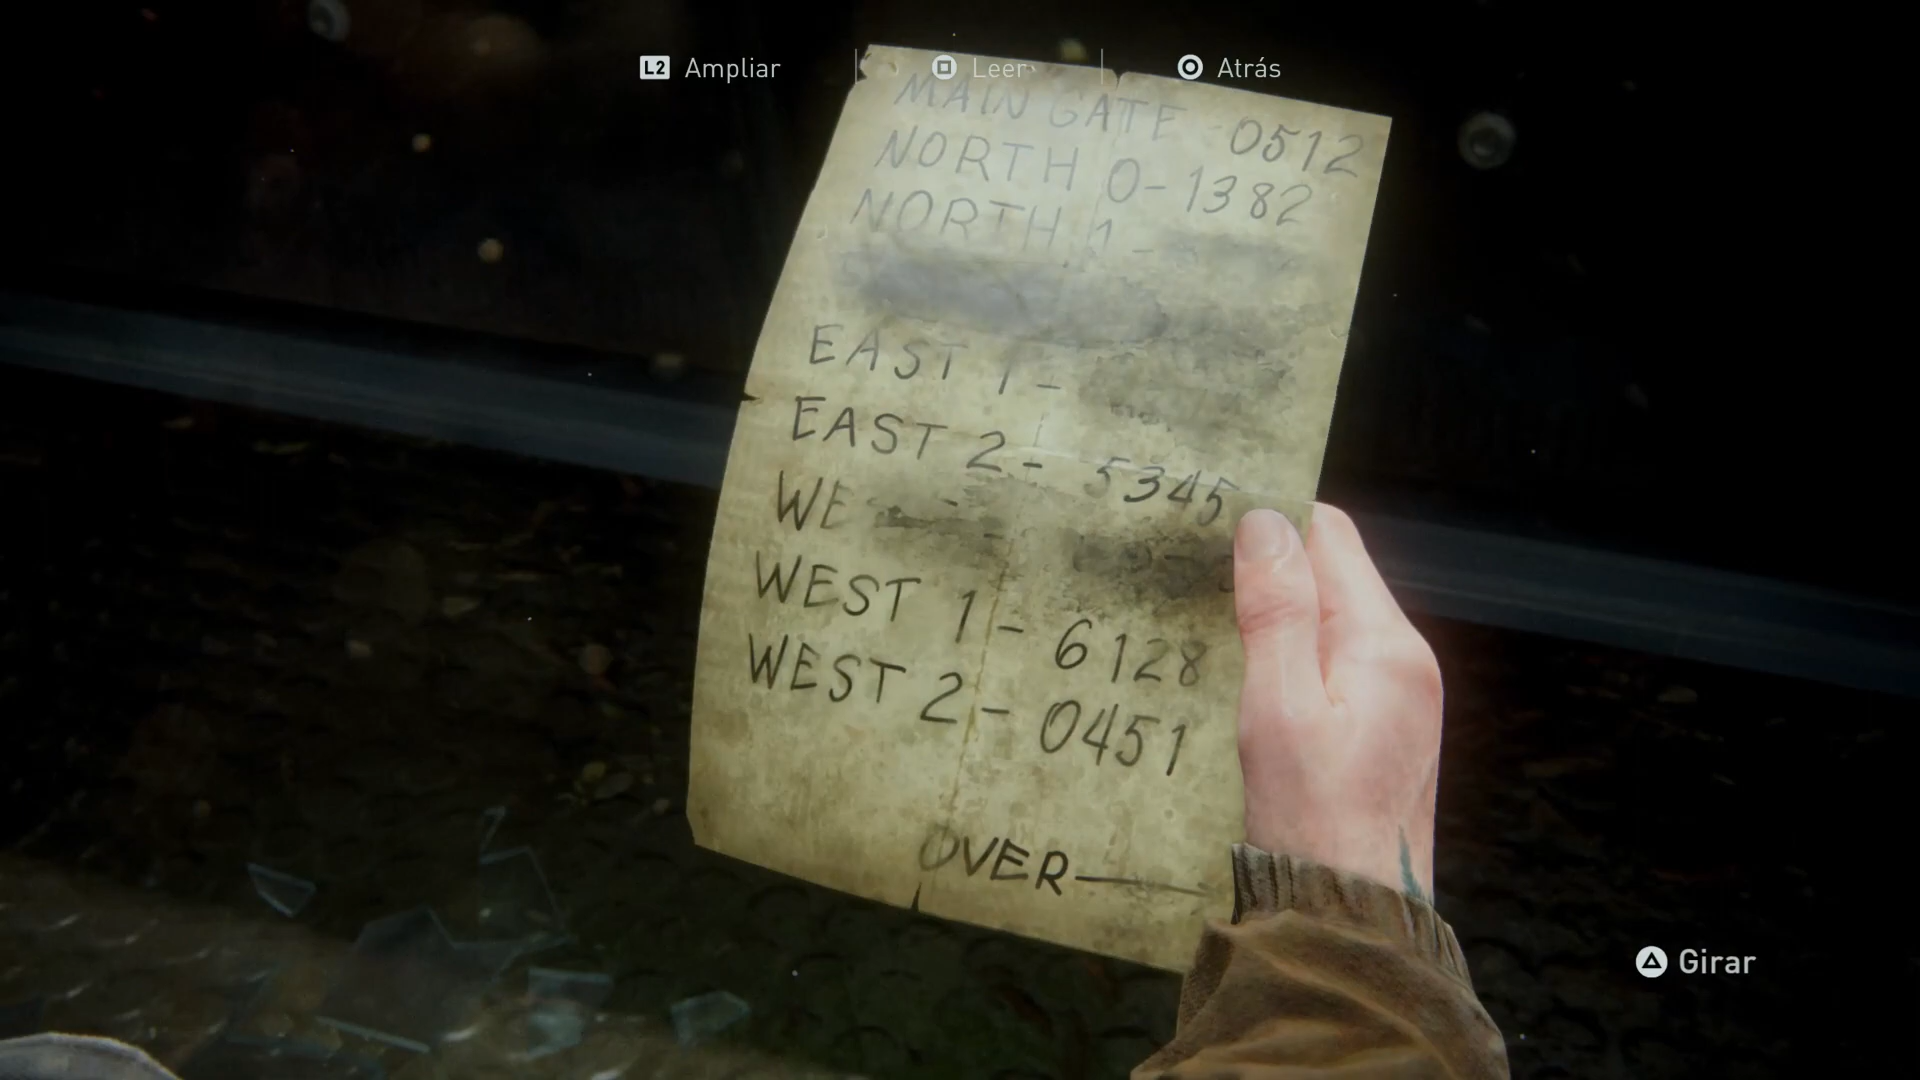 L2 Ampliar
Leer
Atrás
MAIN GATE - 0512
NORTH 0 - 1382
NORTH 1 -
EAST 1 -
EAST 2 - 5345
WE
WEST 1 - 6128
WEST 2 - 0451
OVER
Girar